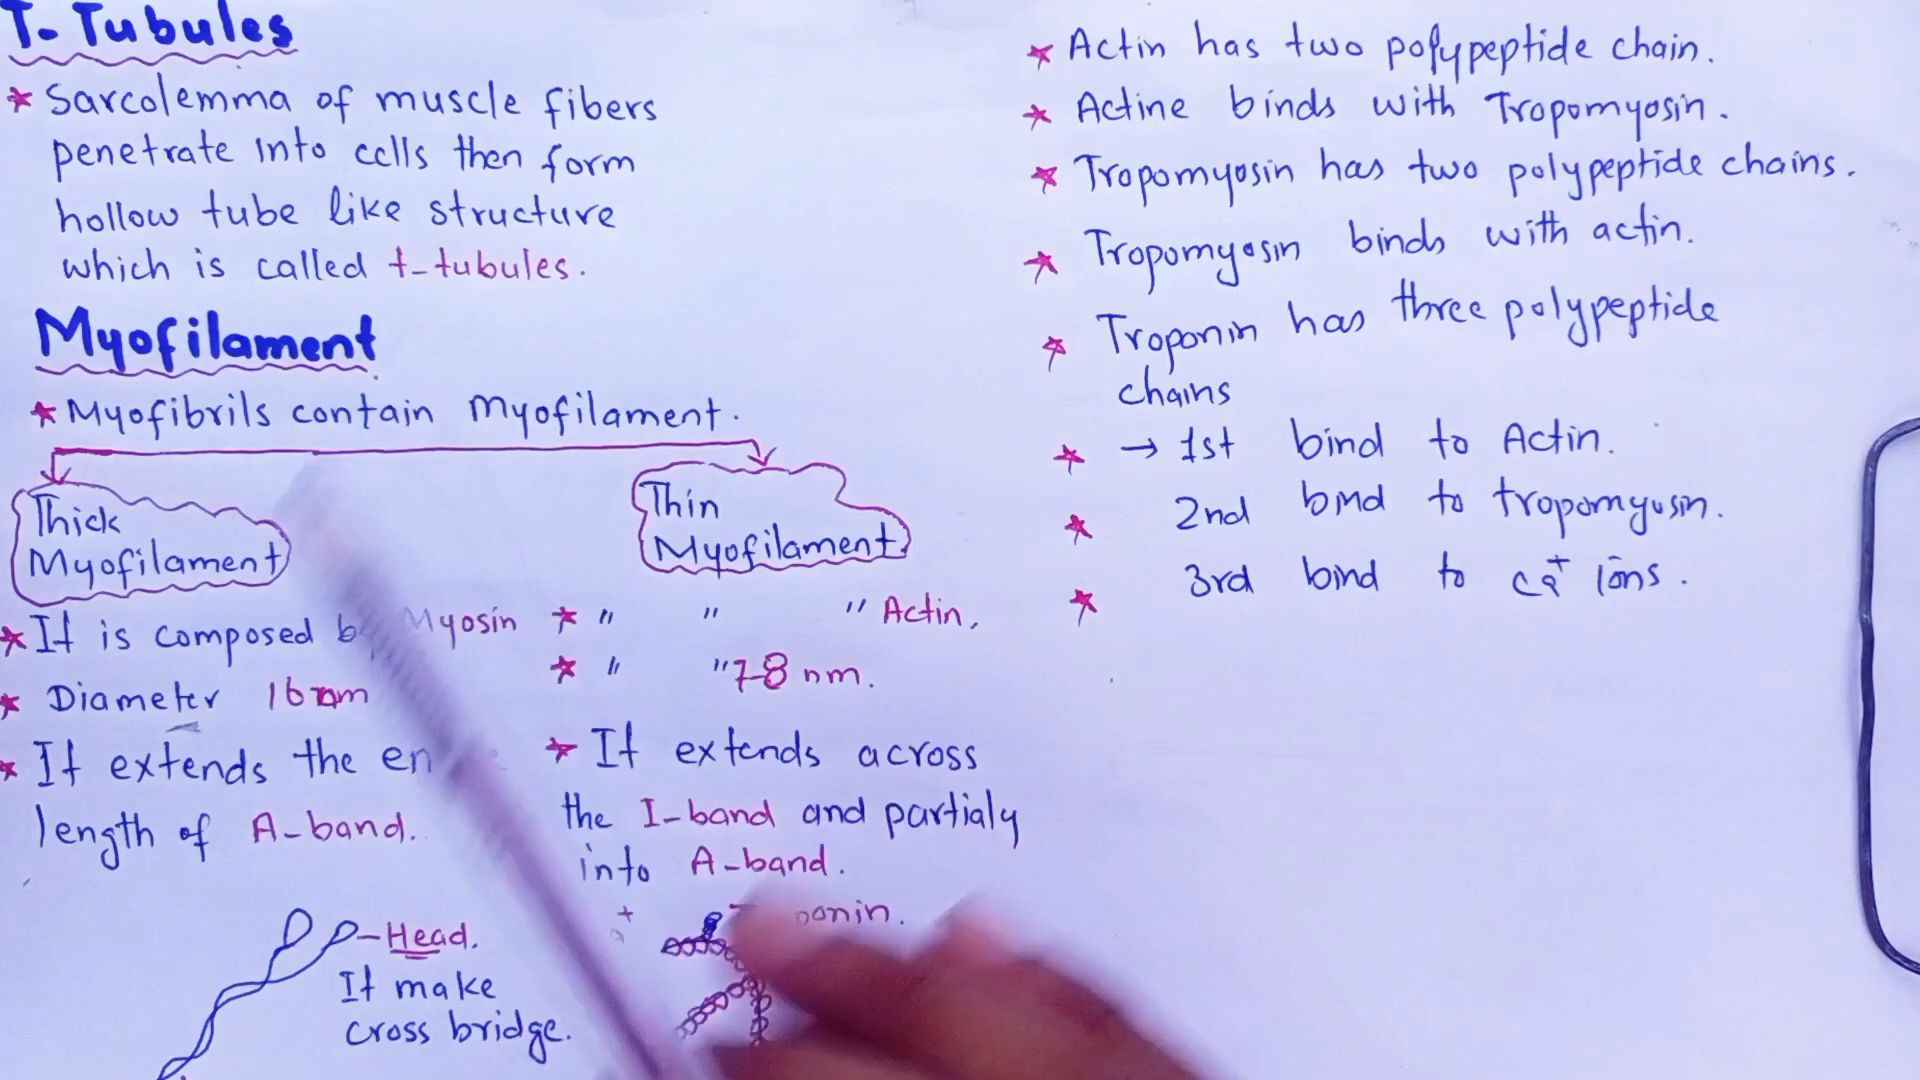 T-Tubules
Sarcolemma of muscle fibers
penetrate into cells then form
hollow tube like structure
which is called t-tubules.
Myofilament
Myofibrils contain Myofilament.
Thick
Myofilament
It is composed Myosin
Diameter 16 nm
It extends the
length of A-band.
Head.
It make
cross bridge.
Thin
Myofilament
" " " Actin.
" " 7-8 nm.
It extends across
the I-band and partialy
into A-band.
Actin has two polypeptide chain.
Actine binds with Tropomyosin.
Tropomyosin has two polypeptide chains.
Tropomyosin binds with actin.
Troponin has three polypeptide
chains
→ 1st bind to Actin.
2nd bind to tropomyosin.
3rd bind to Ca+ Ions.